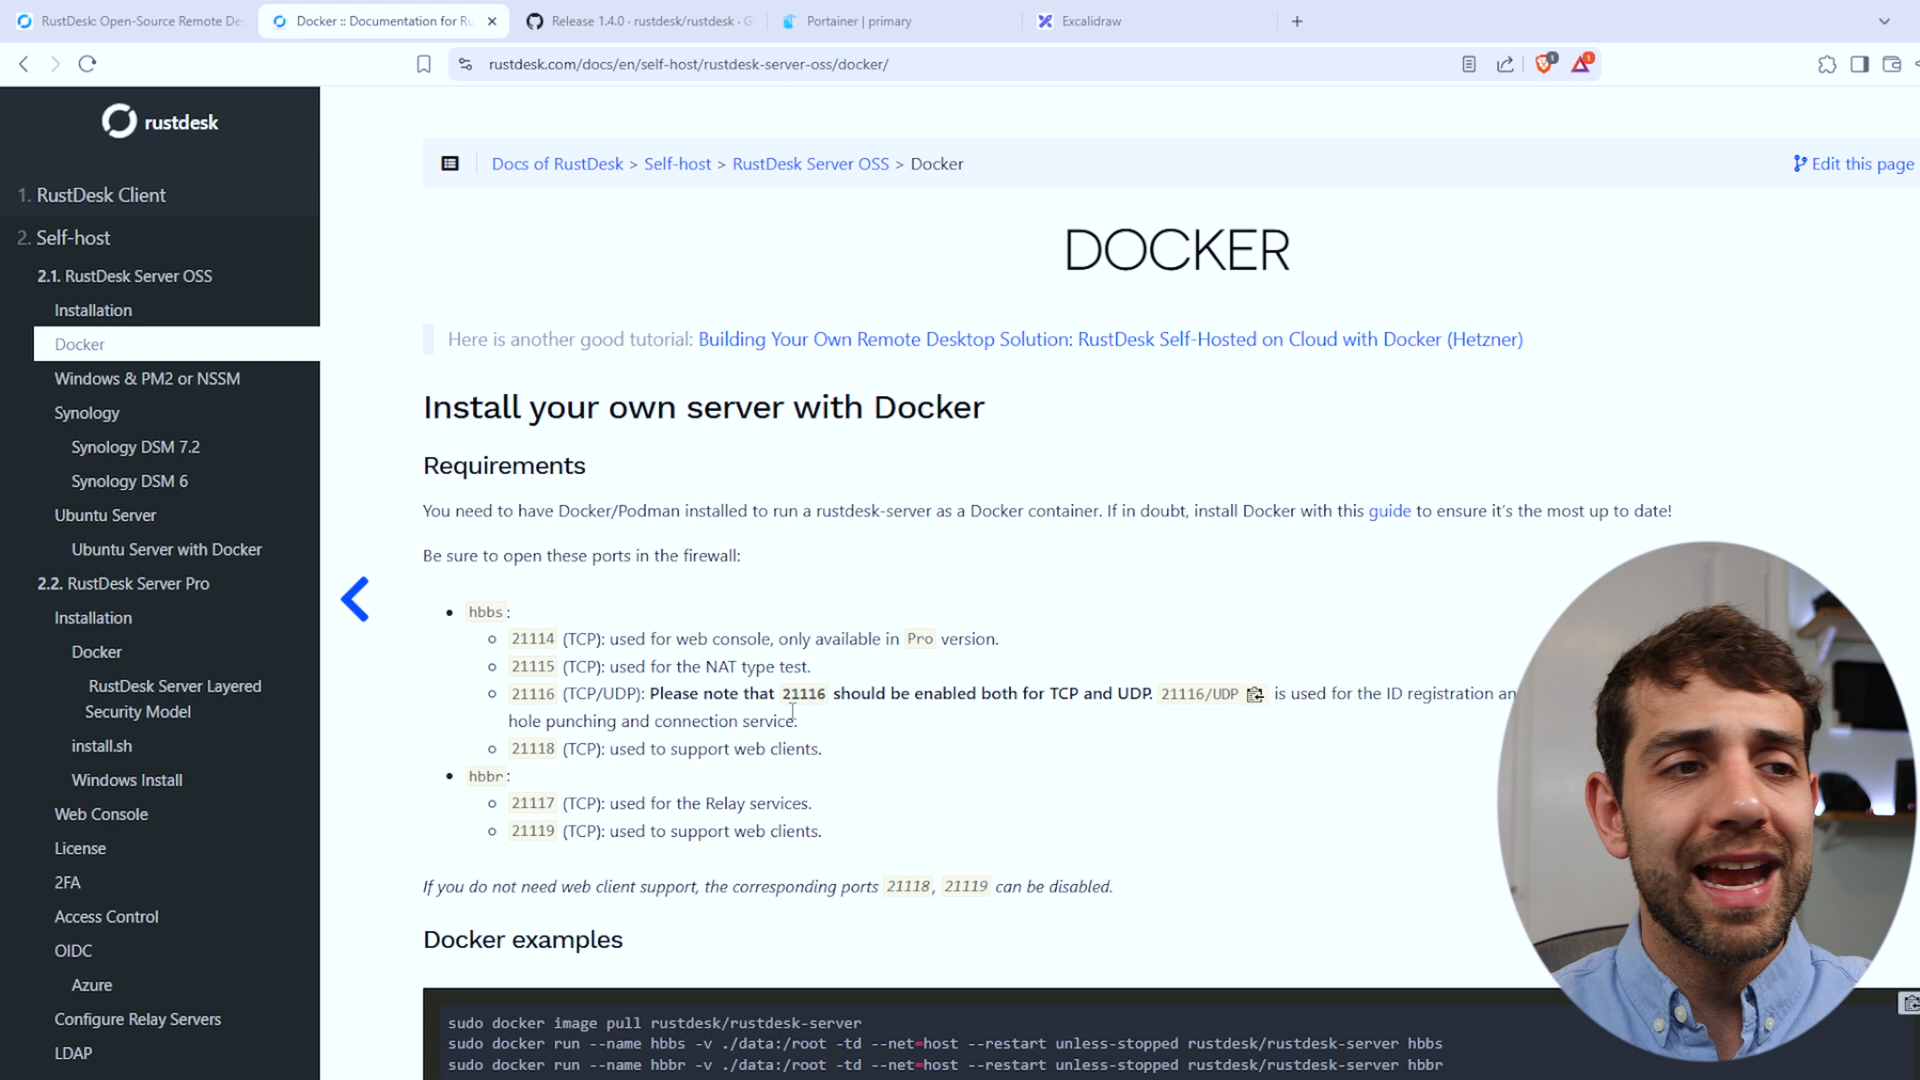 RustDesk: Open-Source Remote De
Docker :: Documentation for Ru
Release 1.4.0 · rustdesk/rustdesk · G
Portainer | primary
Excalidraw
rustdesk.com/docs/en/self-host/rustdesk-server-oss/docker/
1
1
rustdesk
1. RustDesk Client
2. Self-host
2.1. RustDesk Server OSS
Installation
Docker
Windows & PM2 or NSSM
Synology
Synology DSM 7.2
Synology DSM 6
Ubuntu Server
Ubuntu Server with Docker
2.2. RustDesk Server Pro
Installation
Docker
RustDesk Server Layered
Security Model
install.sh
Windows Install
Web Console
License
2FA
Access Control
OIDC
Azure
Configure Relay Servers
LDAP
Docs of RustDesk > Self-host > RustDesk Server OSS > Docker
Edit this page
DOCKER
Here is another good tutorial: Building Your Own Remote Desktop Solution: RustDesk Self-Hosted on Cloud with Docker (Hetzner)
Install your own server with Docker
Requirements
You need to have Docker/Podman installed to run a rustdesk-server as a Docker container. If in doubt, install Docker with this guide to ensure it's the most up to date!
Be sure to open these ports in the firewall:
hbbs:
21114 (TCP): used for web console, only available in Pro version.
21115 (TCP): used for the NAT type test.
21116 (TCP/UDP): Please note that 21116 should be enabled both for TCP and UDP. 21116/UDP is used for the ID registration an
hole punching and connection service.
21118 (TCP): used to support web clients.
hbbr:
21117 (TCP): used for the Relay services.
21119 (TCP): used to support web clients.
If you do not need web client support, the corresponding ports 21118, 21119 can be disabled.
Docker examples
sudo docker image pull rustdesk/rustdesk-server
sudo docker run --name hbbs -v ./data:/root -td --net=host --restart unless-stopped rustdesk/rustdesk-server hbbs
sudo docker run --name hbbr -v ./data:/root -td --net=host --restart unless-stopped rustdesk/rustdesk-server hbbr